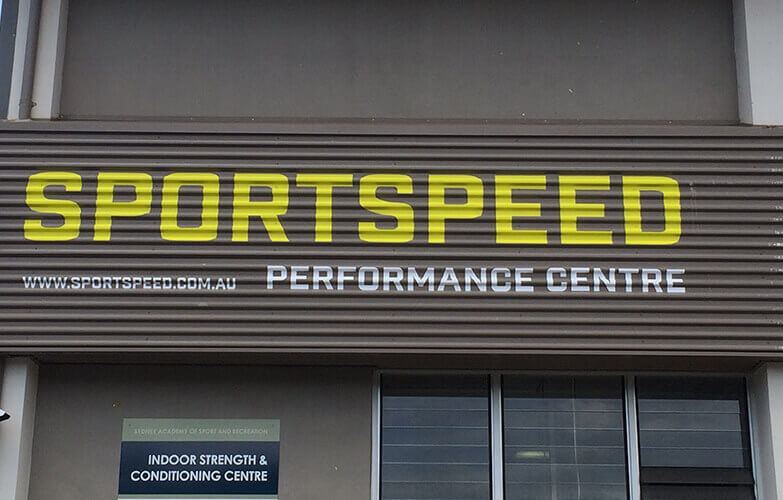 SPORTSPEED
WWW.SPORTSPEED.COM.AU PERFORMANCE CENTRE
SYDNEY ACADEMY OF SPORT AND RECREATION
INDOOR STRENGTH &
CONDITIONING CENTRE